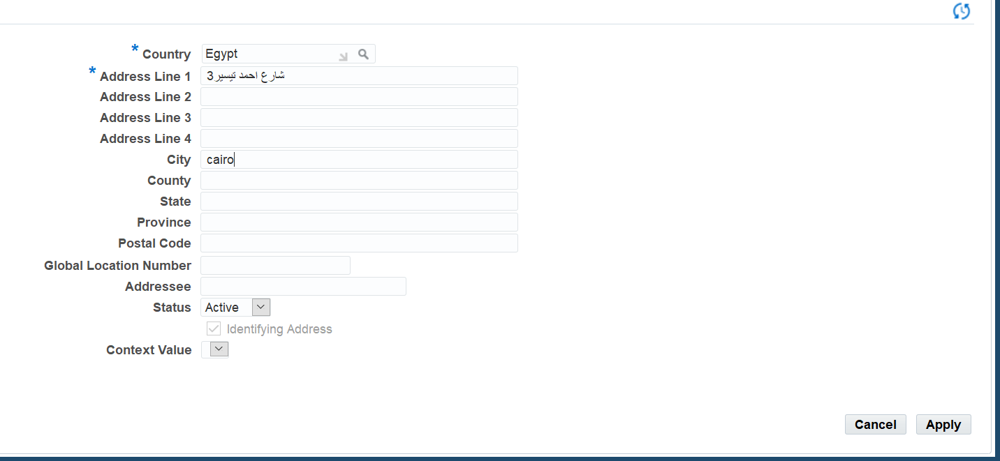 * Country Egypt
* Address Line 1 شارع احمد تيسير3
Address Line 2
Address Line 3
Address Line 4
City cairo
County
State
Province
Postal Code
Global Location Number
Addressee
Status Active
Identifying Address
Context Value
Cancel Apply